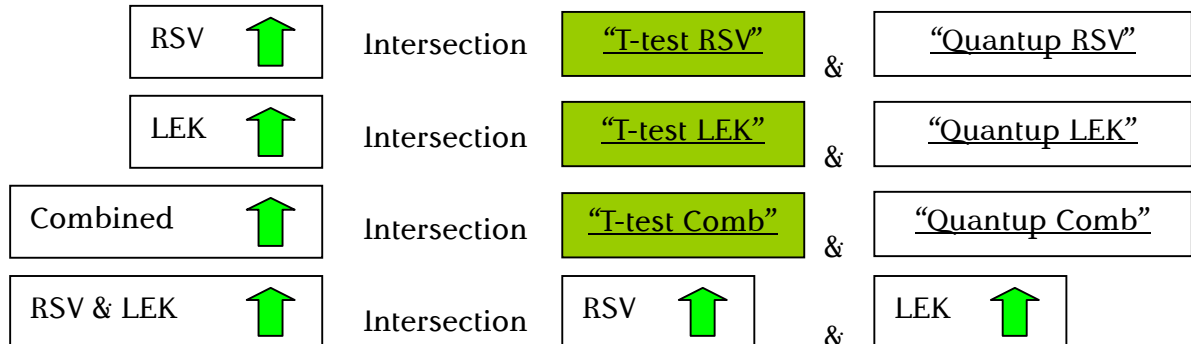 RSV Intersection “T-test RSV” & “Quantup RSV”
LEK Intersection “T-test LEK” & “Quantup LEK”
Combined Intersection “T-test Comb” & “Quantup Comb”
RSV & LEK Intersection RSV & LEK